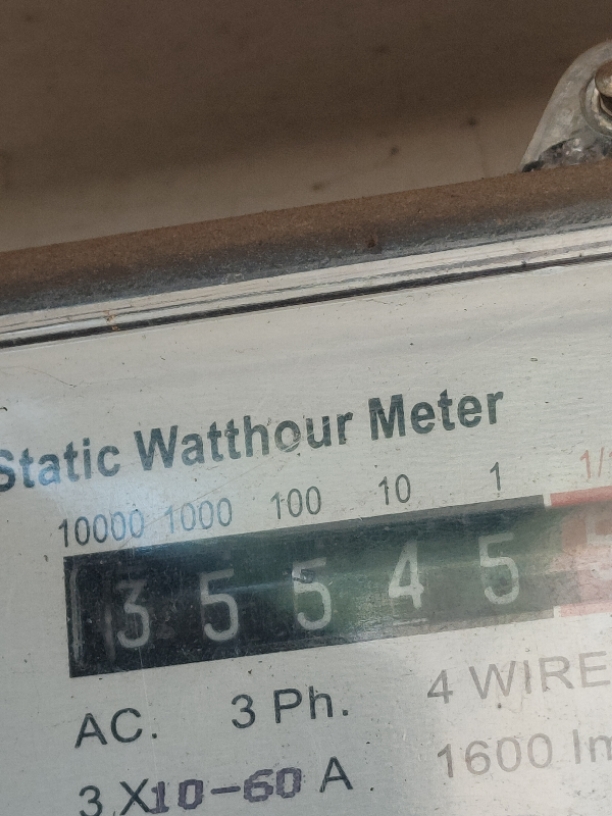 Static Watthour Meter
10000 1000 100 10 1
3 5 5 4 5
AC. 3 Ph. 4 WIRE
3 X10-60 A 1600